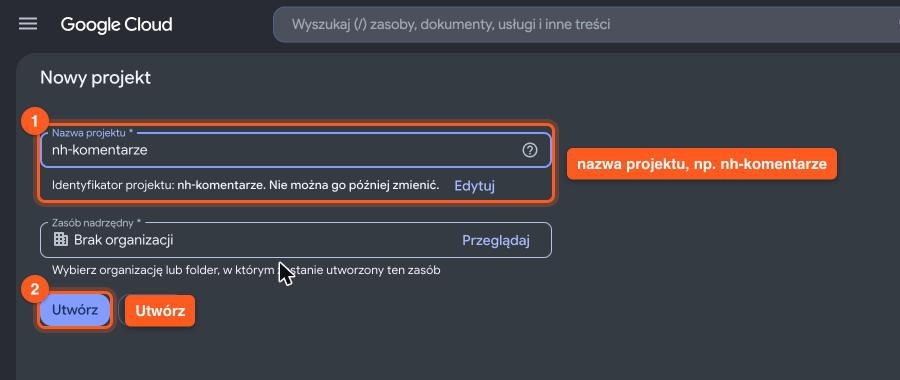 Google Cloud
Wyszukaj (/) zasoby, dokumenty, usługi i inne treści
Nowy projekt
1
Nazwa projektu *
nh-komentarze
nazwa projektu, np. nh-komentarze
Identyfikator projektu: nh-komentarze. Nie można go później zmienić. Edytuj
Zasób nadrzędny *
Brak organizacji Przeglądaj
Wybierz organizację lub folder, w którym zostanie utworzony ten zasób
2
Utwórz Utwórz